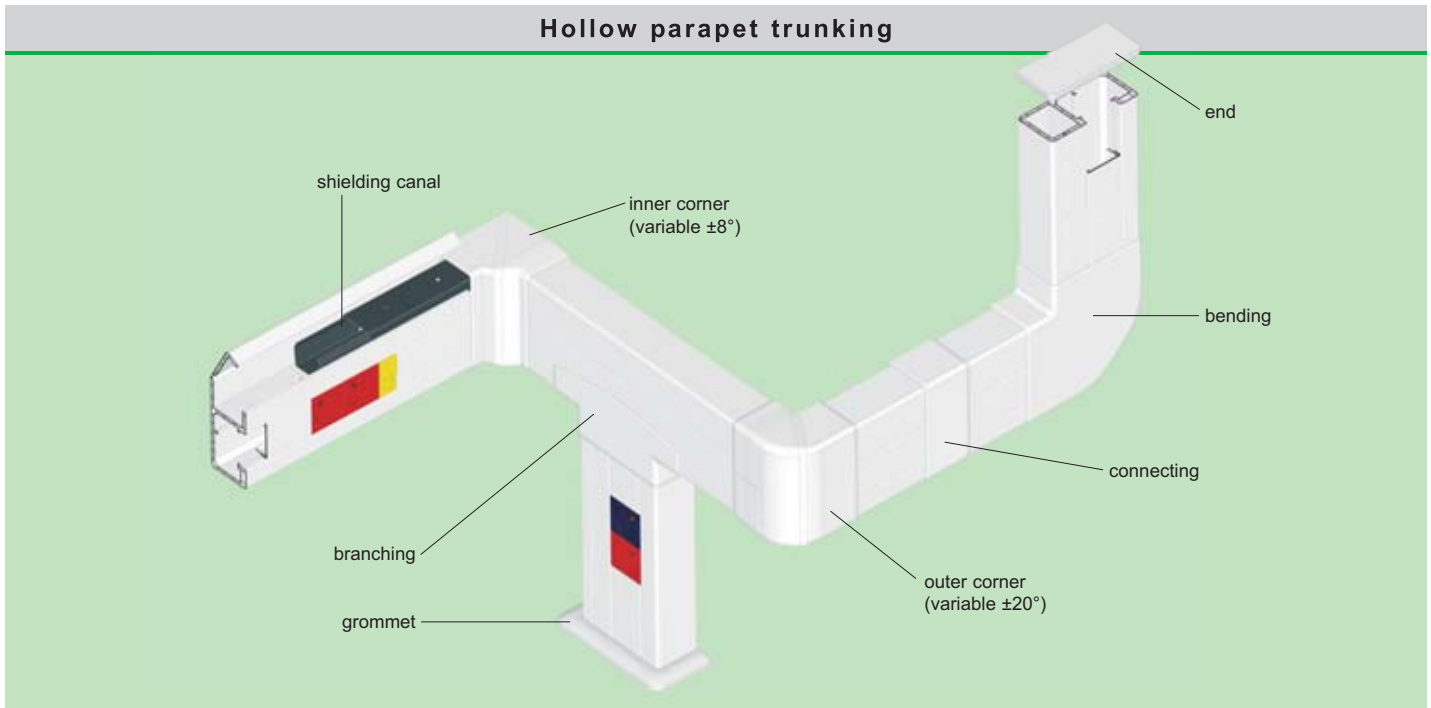 Hollow parapet trunking
end
shielding canal
inner corner
(variable ±8°)
bending
connecting
branching
outer corner
(variable ±20°)
grommet